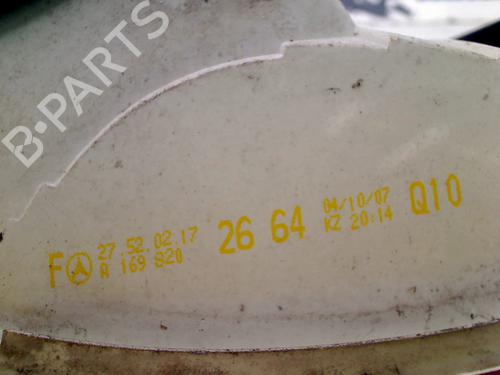 B-PARTS
F 27.52.02.17 26 64 04/10/07 Q10
A 169 820 KZ 20:14